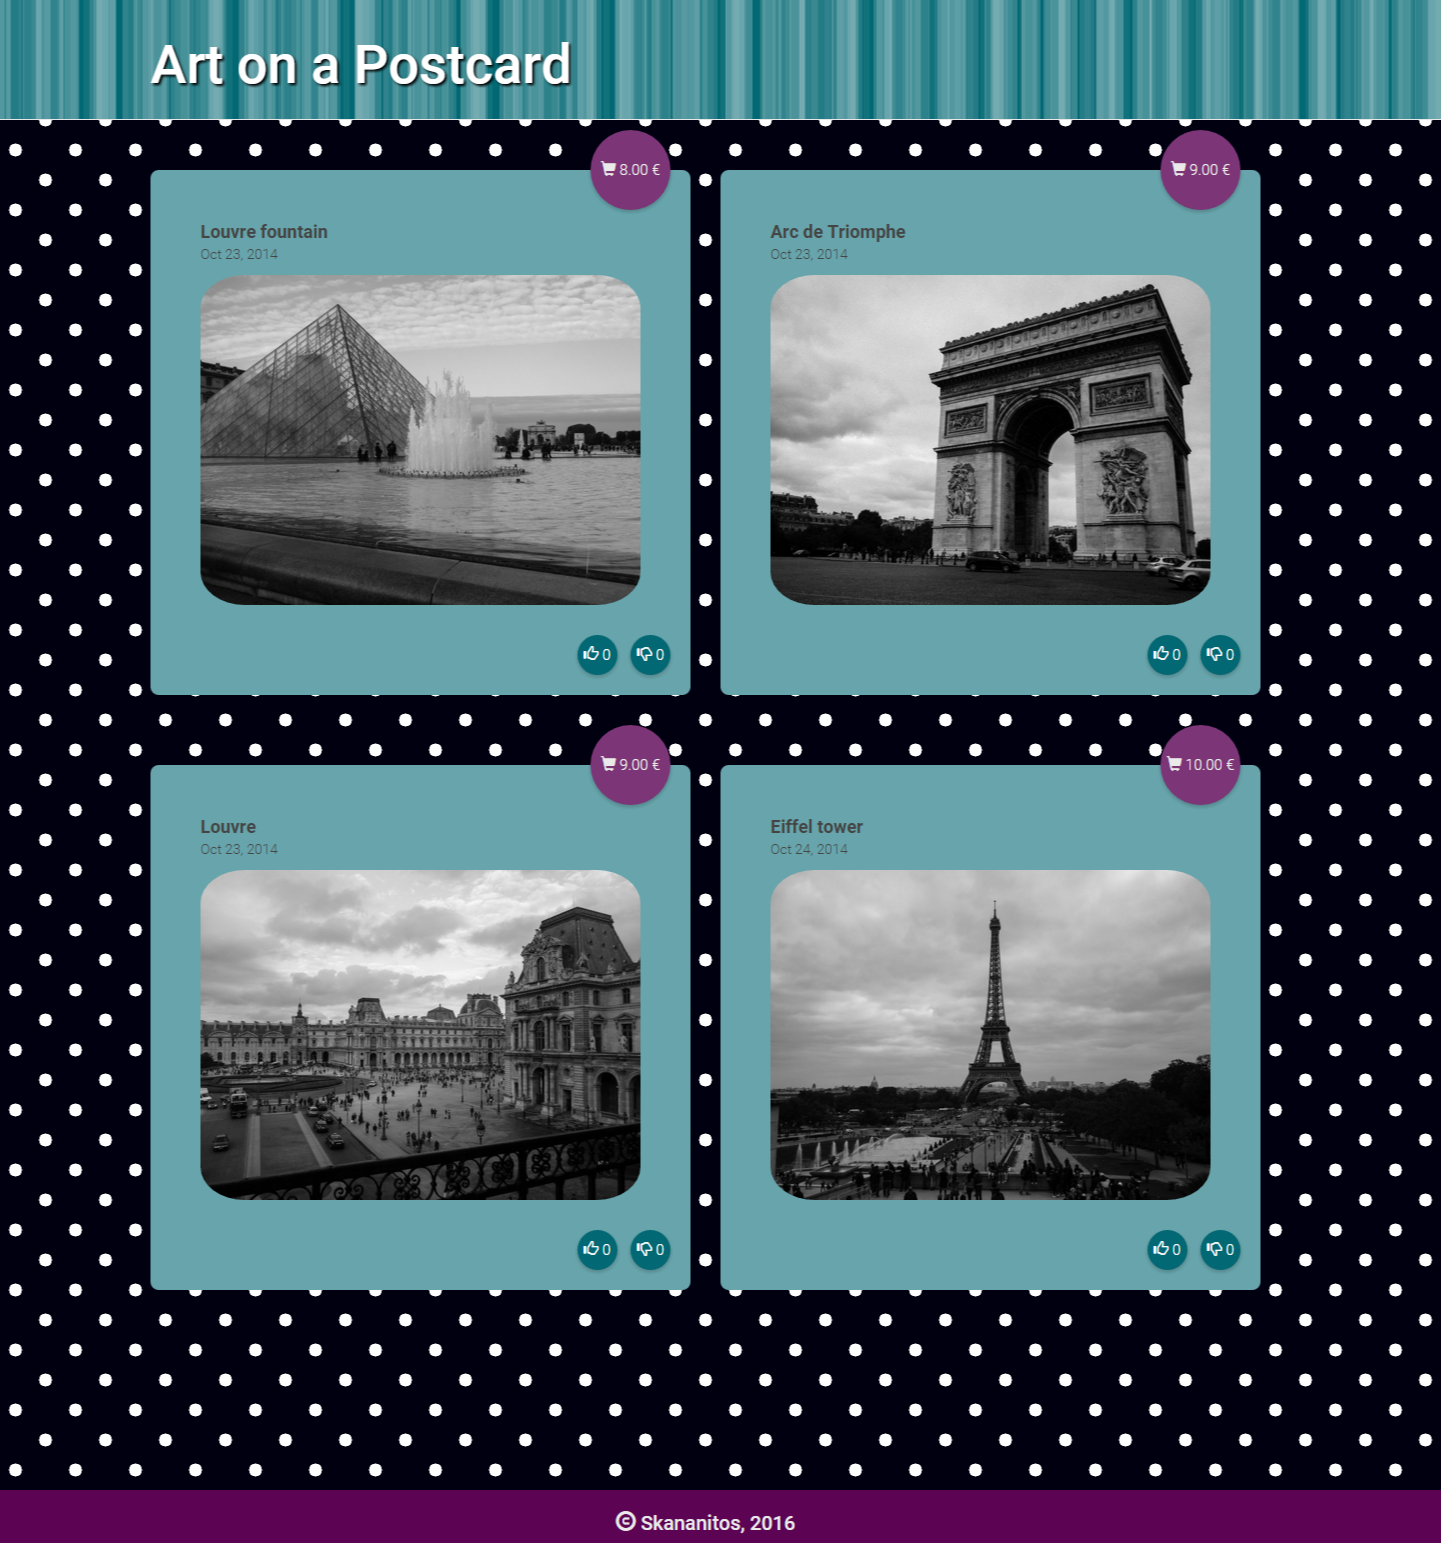 Art on a Postcard
8.00 €
Louvre fountain
Oct 23, 2014
0 0
9.00 €
Arc de Triomphe
Oct 23, 2014
0 0
9.00 €
Louvre
Oct 23, 2014
0 0
10.00 €
Eiffel tower
Oct 24, 2014
0 0
© Skananitos, 2016